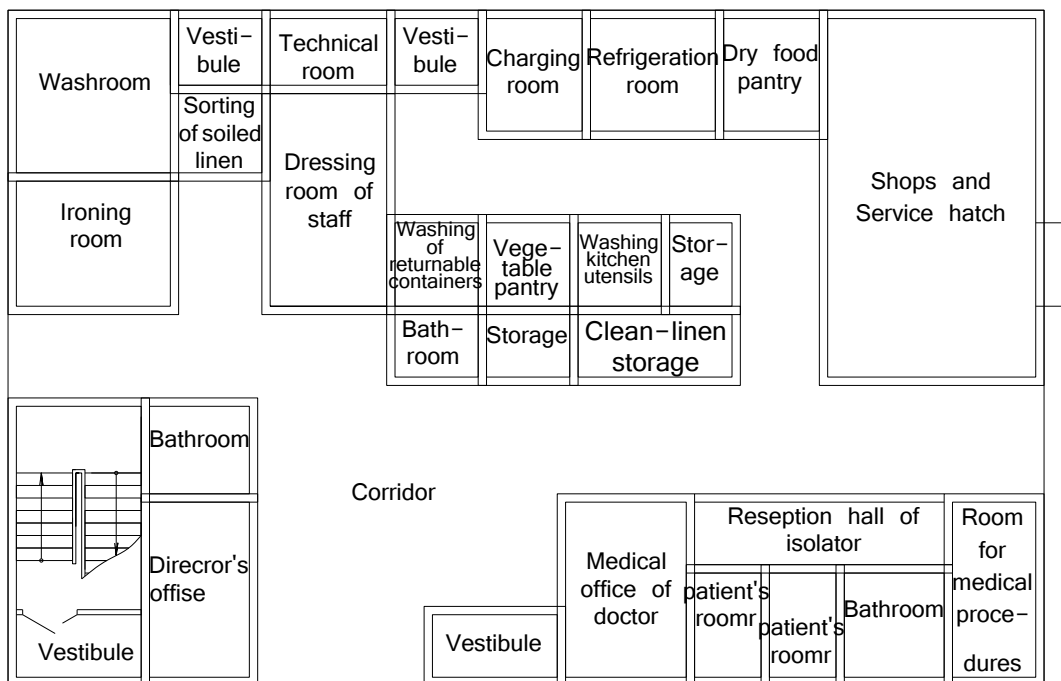 Washroom
Vesti-
bule
Technical
room
Vesti-
bule
Charging
room
Refrigeration
room
Dry food
pantry
Sorting
of soiled
linen
Dressing
room of
staff
Shops and
Service hatch
Ironing
room
Washing
of
returnable
containers
Vege-
table
pantry
Washing
kitchen
utensils
Stor-
age
Bath-
room
Storage
Clean-linen
storage
Bathroom
Corridor
Direcror's
offise
Vestibule
Vestibule
Medical
office of
doctor
Reseption hall of
isolator
patient's
roomr
patient's
roomr
Bathroom
Room
for
medical
proce-
dures